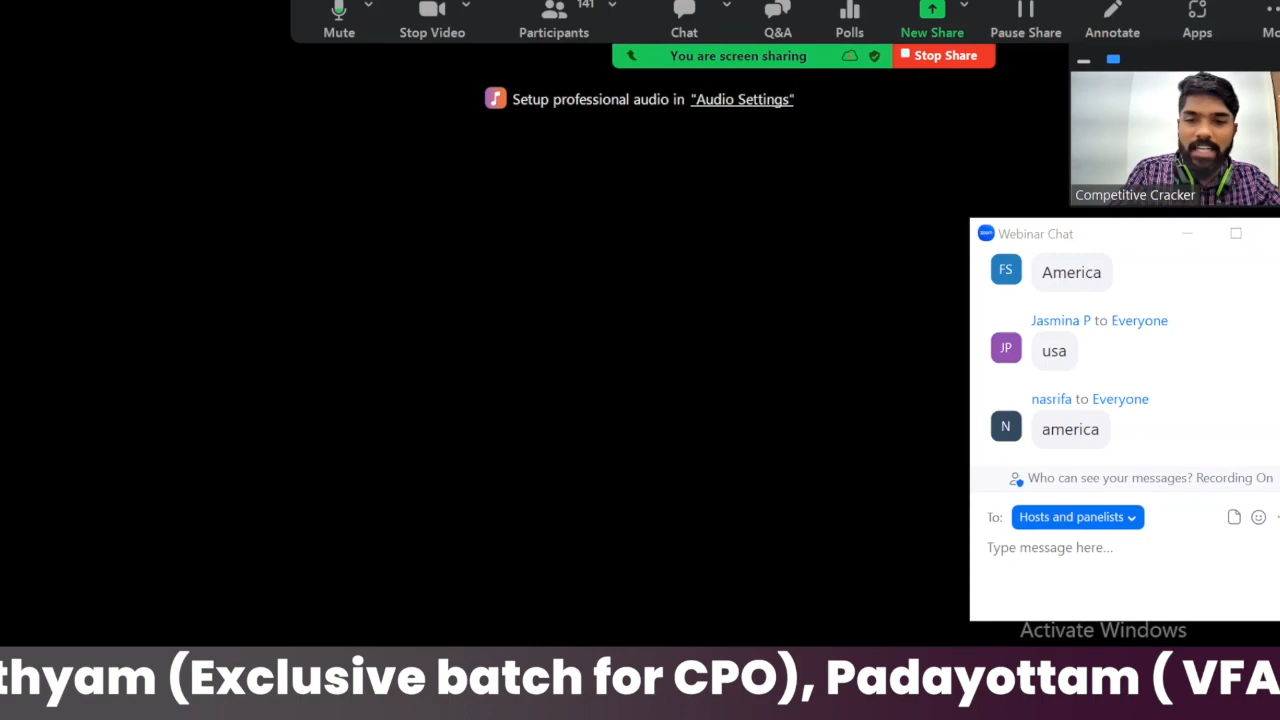 141
Mute
Stop Video
Participants
Chat
Q&A
Polls
New Share
Pause Share
Annotate
Apps
You are screen sharing
Stop Share
Setup professional audio in "Audio Settings"
Competitive Cracker
zoom
Webinar Chat
FS
America
Jasmina P to Everyone
JP
usa
nasrifa to Everyone
N
america
Who can see your messages? Recording On
To:
Hosts and panelists
Type message here...
Activate Windows
thyam (Exclusive batch for CPO), Padayottam ( VFA